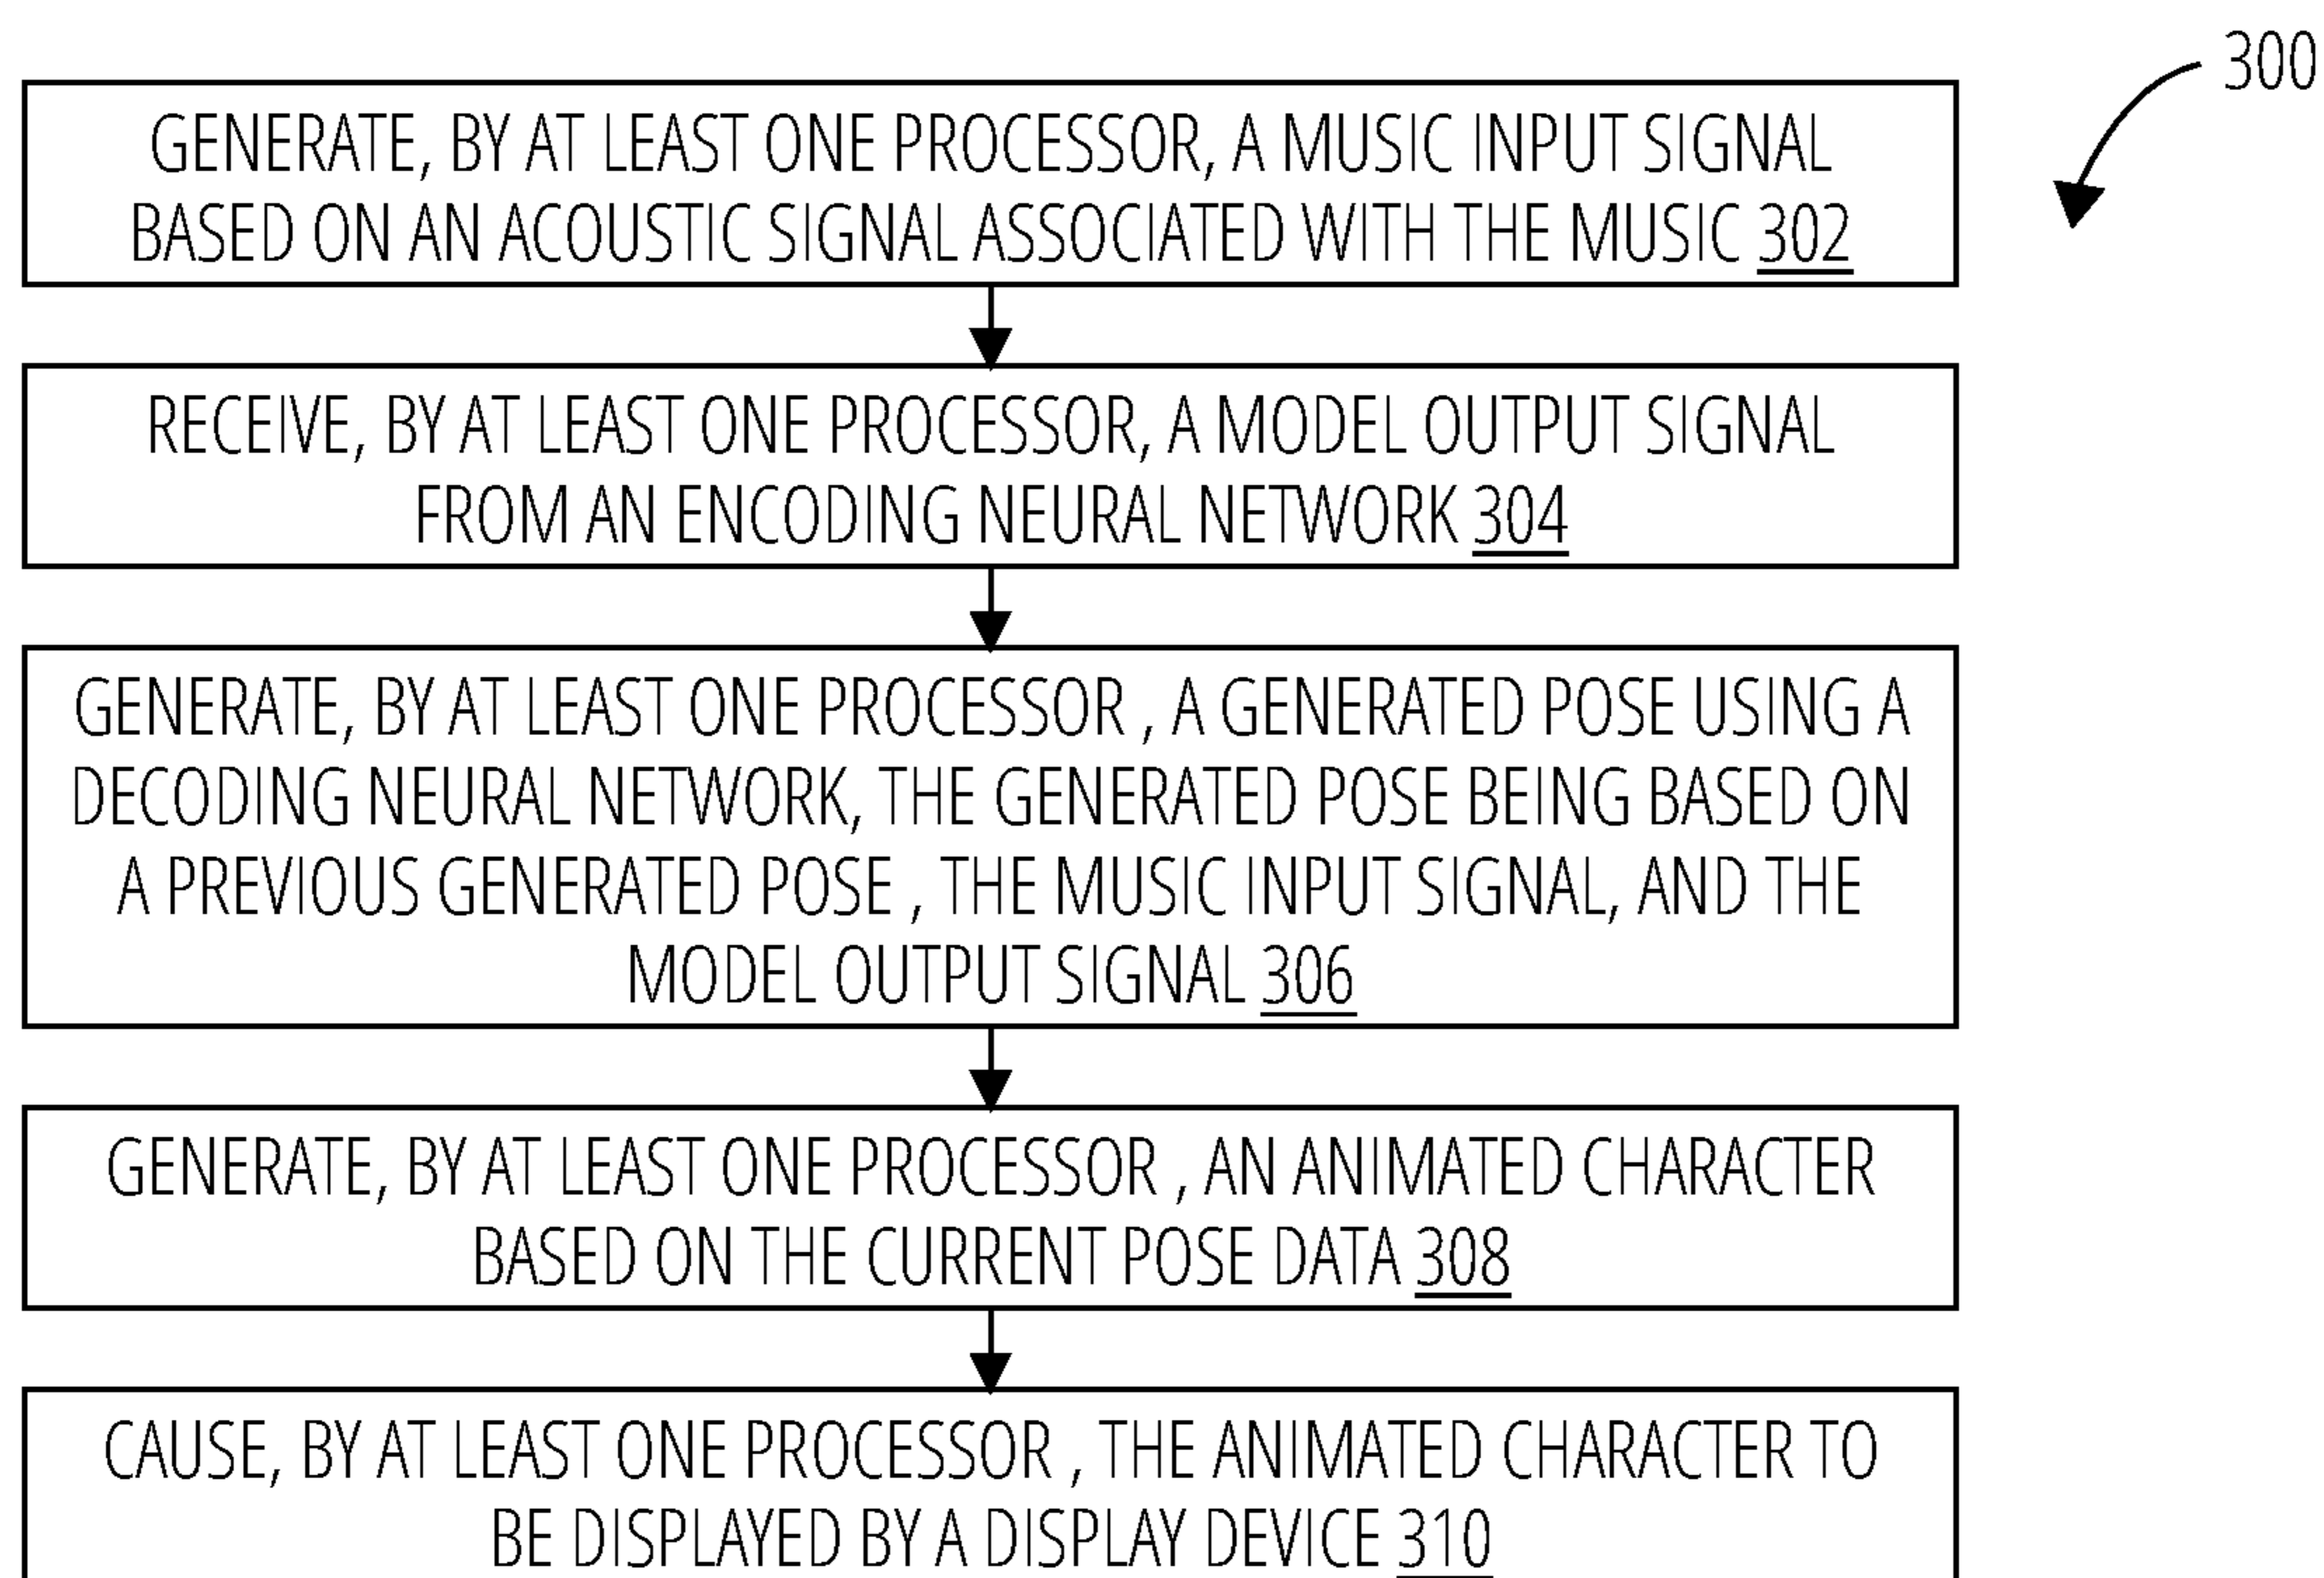 300
GENERATE, BY AT LEAST ONE PROCESSOR, A MUSIC INPUT SIGNAL
BASED ON AN ACOUSTIC SIGNAL ASSOCIATED WITH THE MUSIC 302
RECEIVE, BY AT LEAST ONE PROCESSOR, A MODEL OUTPUT SIGNAL
FROM AN ENCODING NEURAL NETWORK 304
GENERATE, BY AT LEAST ONE PROCESSOR , A GENERATED POSE USING A
DECODING NEURAL NETWORK, THE GENERATED POSE BEING BASED ON
A PREVIOUS GENERATED POSE , THE MUSIC INPUT SIGNAL, AND THE
MODEL OUTPUT SIGNAL 306
GENERATE, BY AT LEAST ONE PROCESSOR , AN ANIMATED CHARACTER
BASED ON THE CURRENT POSE DATA 308
CAUSE, BY AT LEAST ONE PROCESSOR , THE ANIMATED CHARACTER TO
BE DISPLAYED BY A DISPLAY DEVICE 310